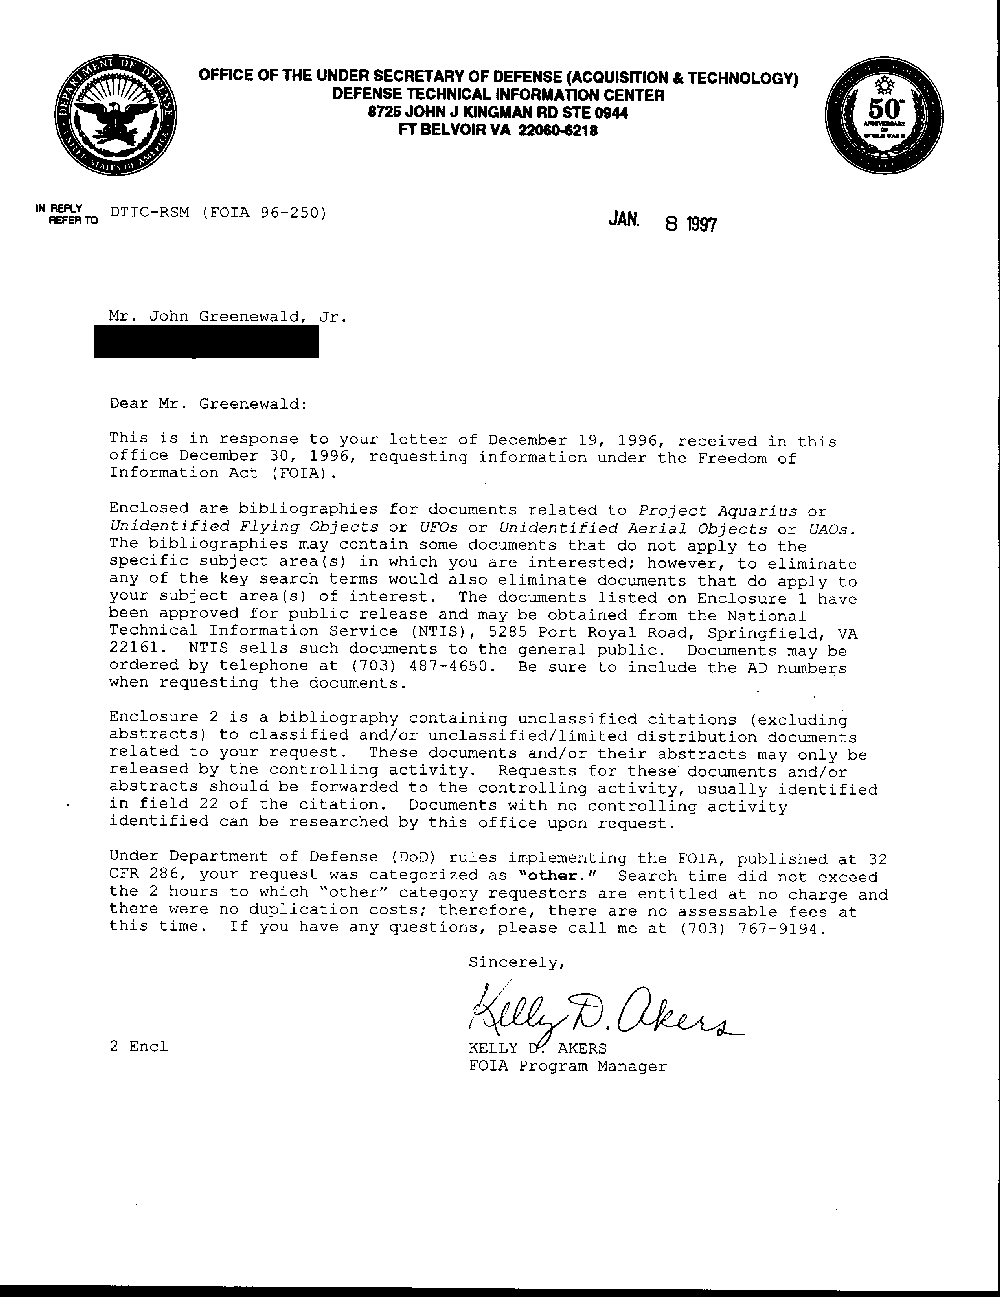 DEPARTMENT OF DEFENSE
UNITED STATES OF AMERICA
OFFICE OF THE UNDER SECRETARY OF DEFENSE (ACQUISITION & TECHNOLOGY)
DEFENSE TECHNICAL INFORMATION CENTER
8725 JOHN J KINGMAN RD STE 0944
FT BELVOIR VA 22060-6218
50
ANNIVERSARY
OF
WORLD WAR II
IN REPLY
REFER TO
DTIC-RSM (FOIA 96-250)
JAN. 8 1997
Mr. John Greenewald, Jr.
Dear Mr. Greenewald:
This is in response to your letter of December 19, 1996, received in this
office December 30, 1996, requesting information under the Freedom of
Information Act (FOIA).
Enclosed are bibliographies for documents related to Project Aquarius or
Unidentified Flying Objects or UFOs or Unidentified Aerial Objects or UAOs.
The bibliographies may contain some documents that do not apply to the
specific subject area(s) in which you are interested; however, to eliminate
any of the key search terms would also eliminate documents that do apply to
your subject area(s) of interest. The documents listed on Enclosure 1 have
been approved for public release and may be obtained from the National
Technical Information Service (NTIS), 5285 Port Royal Road, Springfield, VA
22161. NTIS sells such documents to the general public. Documents may be
ordered by telephone at (703) 487-4650. Be sure to include the AD numbers
when requesting the documents.
Enclosure 2 is a bibliography containing unclassified citations (excluding
abstracts) to classified and/or unclassified/limited distribution documents
related to your request. These documents and/or their abstracts may only be
released by the controlling activity. Requests for these documents and/or
abstracts should be forwarded to the controlling activity, usually identified
in field 22 of the citation. Documents with no controlling activity
identified can be researched by this office upon request.
Under Department of Defense (DoD) rules implementing the FOIA, published at 32
CFR 286, your request was categorized as "other." Search time did not exceed
the 2 hours to which "other" category requesters are entitled at no charge and
there were no duplication costs; therefore, there are no assessable fees at
this time. If you have any questions, please call me at (703) 767-9194.
Sincerely,
Kelly D. Akers
2 Encl
KELLY D. AKERS
FOIA Program Manager